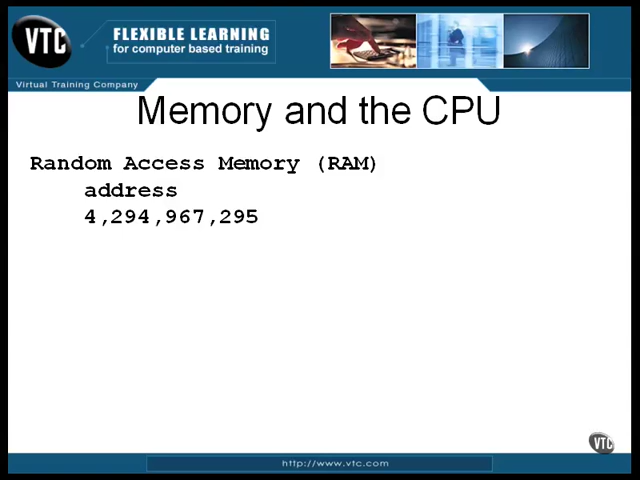 VTC
FLEXIBLE LEARNING
for computer based training
Virtual Training Company
Memory and the CPU
Random Access Memory (RAM)
address
4,294,967,295
VTC
http://www.vtc.com